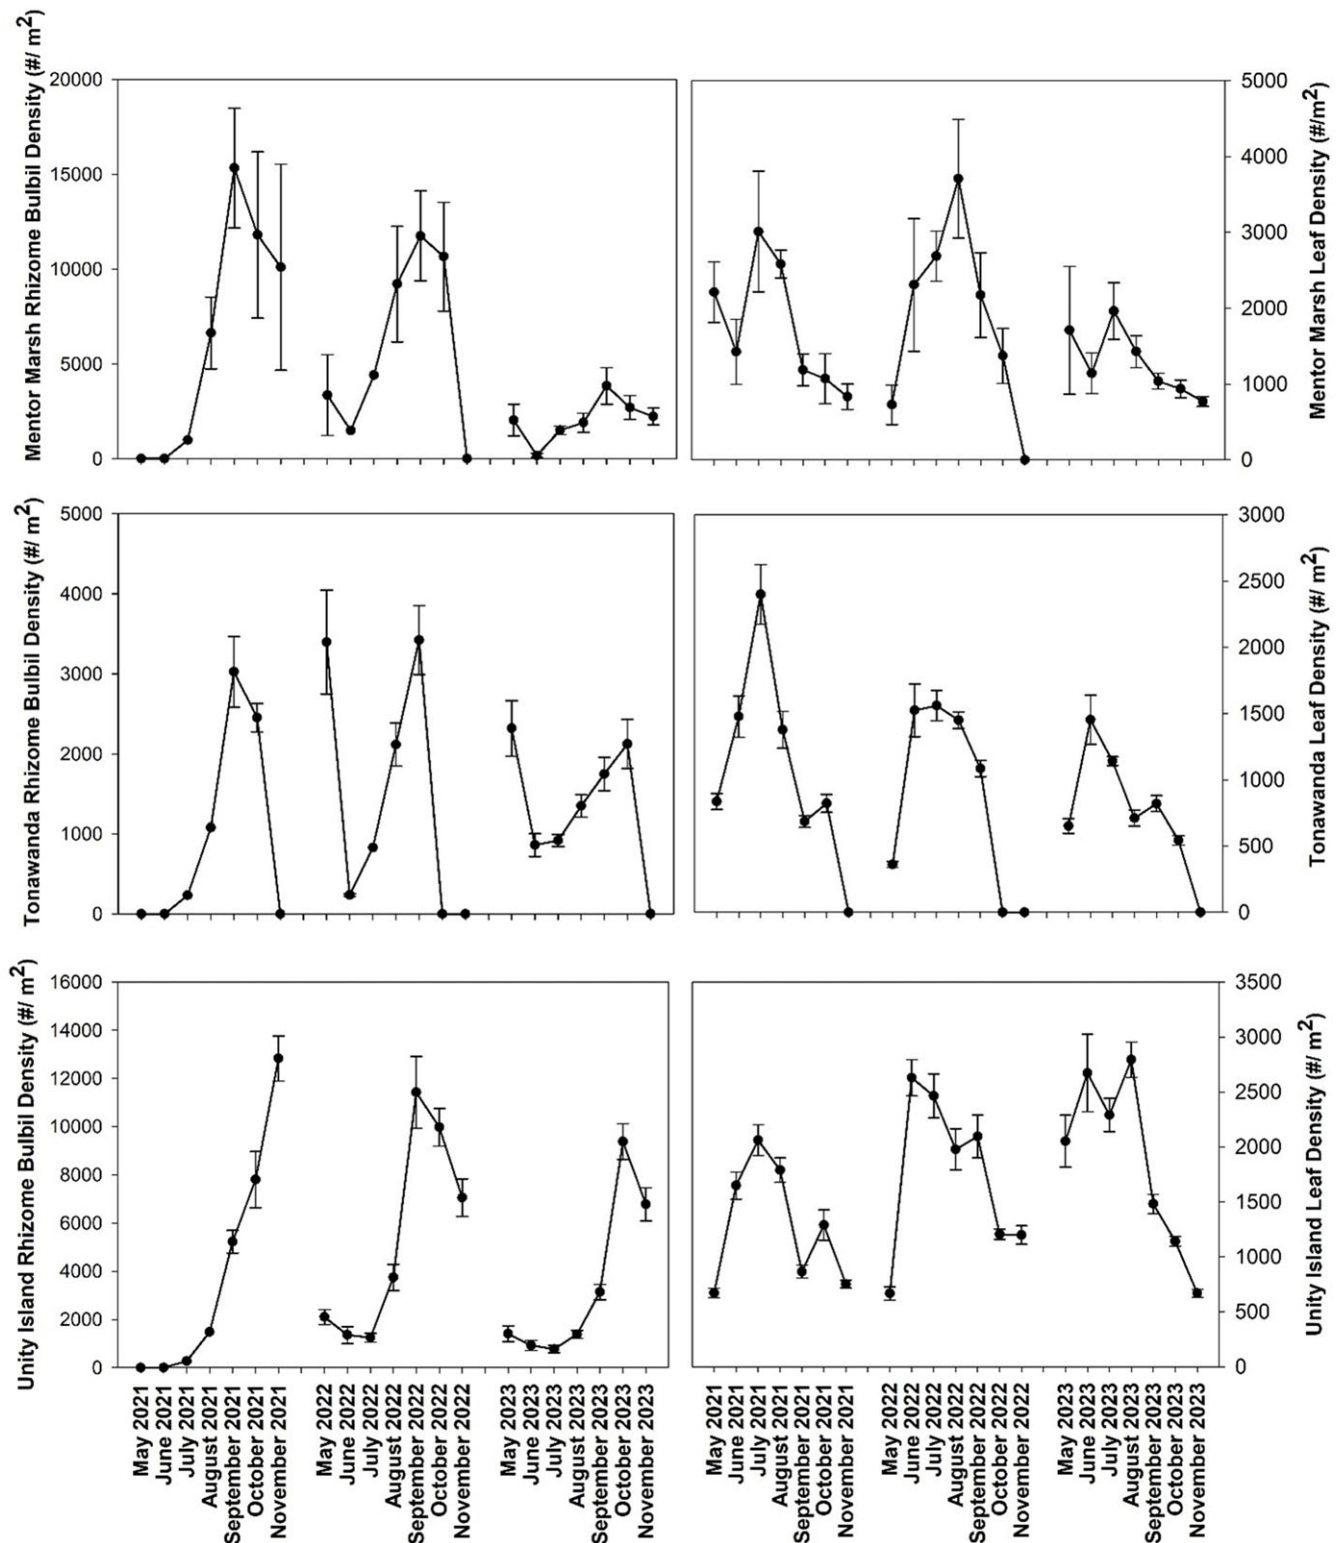 Mentor Marsh Rhizome Bulbil Density (#/ m2)
20000
15000
10000
5000
0
5000
4000
3000
2000
1000
0
Mentor Marsh Leaf Density (#/m2)
Tonawanda Rhizome Bulbil Density (#/ m2)
5000
4000
3000
2000
1000
0
3000
2500
2000
1500
1000
500
0
Tonawanda Leaf Density (#/ m2)
Unity Island Rhizome Bulbil Density (#/ m2)
16000
14000
12000
10000
8000
6000
4000
2000
0
3500
3000
2500
2000
1500
1000
500
0
Unity Island Leaf Density (#/ m2)
May 2021
June 2021
July 2021
August 2021
September 2021
October 2021
November 2021
May 2022
June 2022
July 2022
August 2022
September 2022
October 2022
November 2022
May 2023
June 2023
July 2023
August 2023
September 2023
October 2023
November 2023
May 2021
June 2021
July 2021
August 2021
September 2021
October 2021
November 2021
May 2022
June 2022
July 2022
August 2022
September 2022
October 2022
November 2022
May 2023
June 2023
July 2023
August 2023
September 2023
October 2023
November 2023